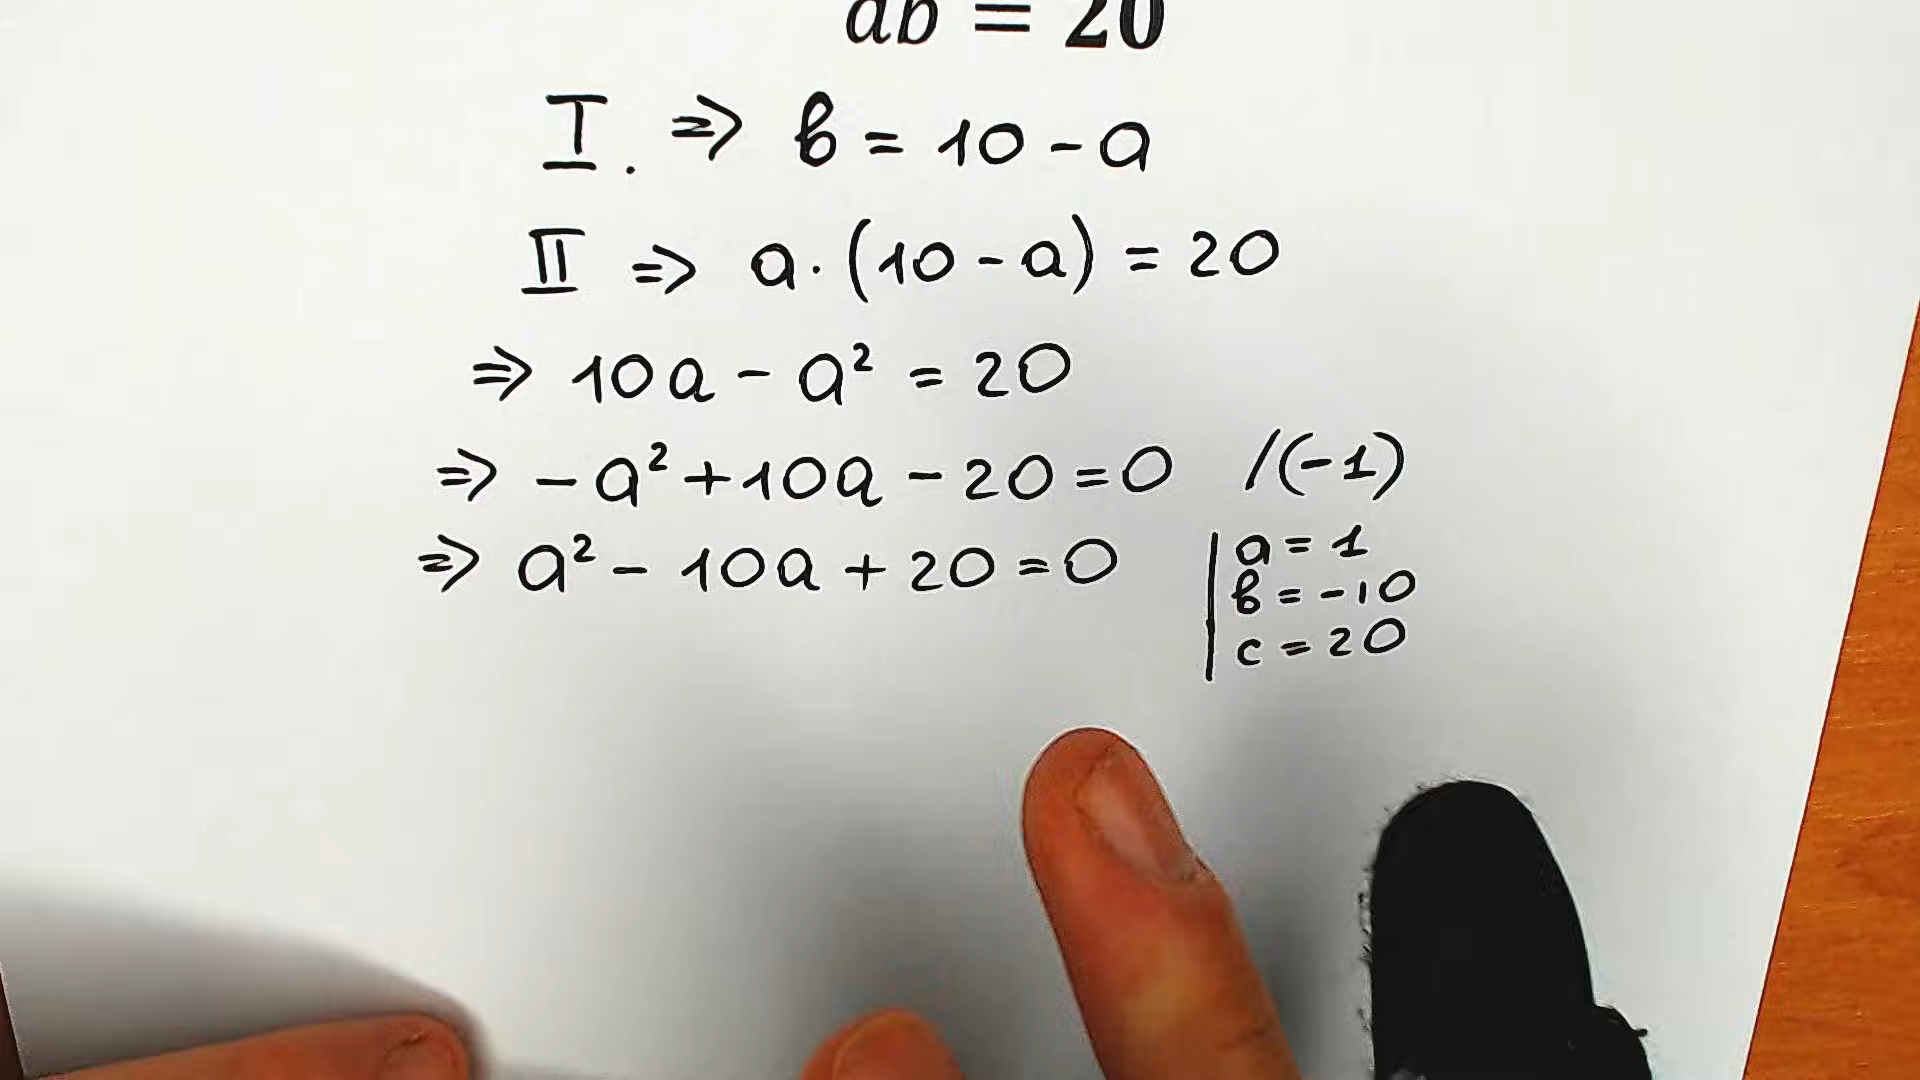 ab = 20
I. => b = 10 - a
II => a · (10 - a) = 20
=> 10a - a² = 20
=> -a² + 10a - 20 = 0 /(-1)
=> a² - 10a + 20 = 0
a = 1
b = -10
c = 20